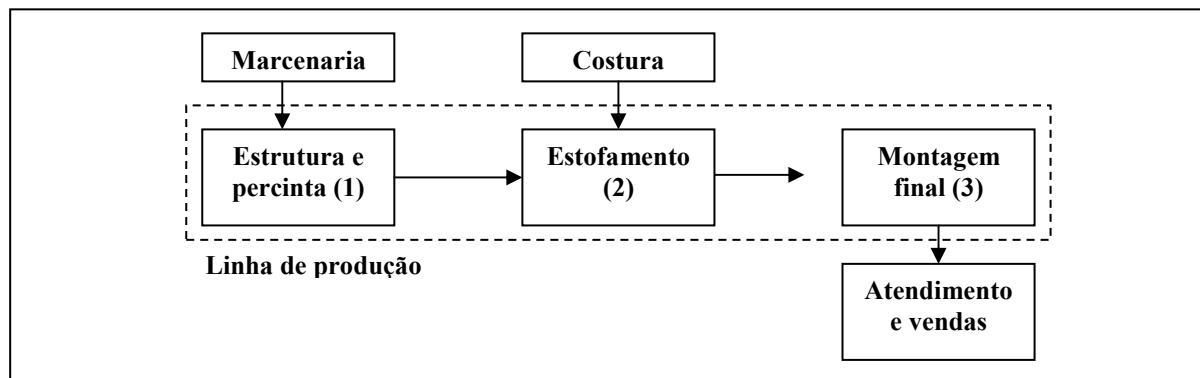 Marcenaria
Costura
Estrutura e
percinta (1)
Estofamento
(2)
Montagem
final (3)
Linha de produção
Atendimento
e vendas